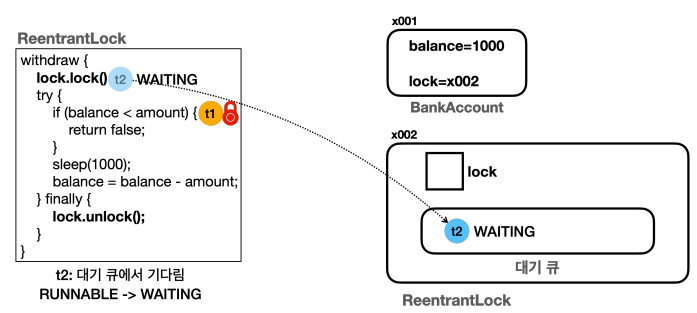 ReentrantLock
withdraw {
lock.lock() t2 WAITING
try {
if (balance < amount) { t1
return false;
}
sleep(1000);
balance = balance - amount;
} finally {
lock.unlock();
}
}
t2: 대기 큐에서 기다림
RUNNABLE -> WAITING
x001
balance=1000
lock=x002
BankAccount
x002
lock
t2 WAITING
대기 큐
ReentrantLock